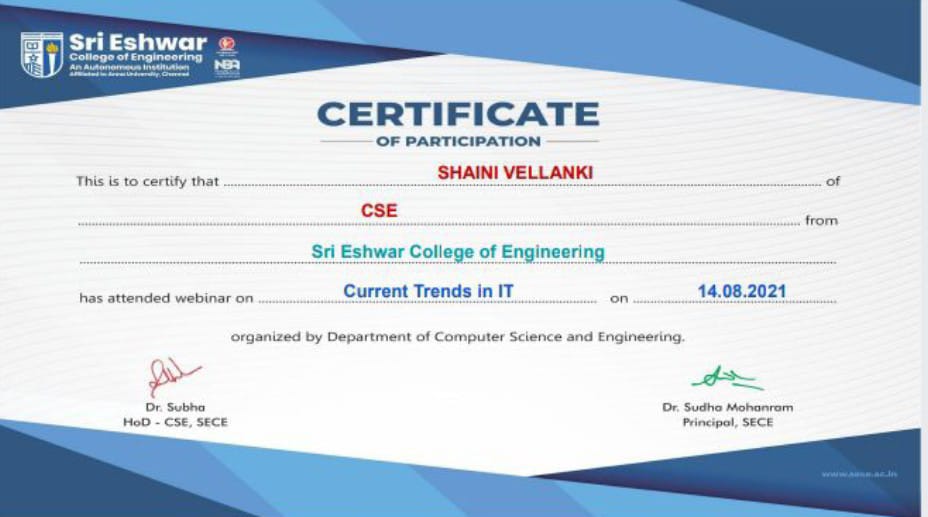 Sri Eshwar
College of Engineering
An Autonomous Institution
Affiliated to Anna University, Chennai
NBA
CERTIFICATE
OF PARTICIPATION
This is to certify that SHAINI VELLANKI of
CSE from
Sri Eshwar College of Engineering
has attended webinar on Current Trends in IT on 14.08.2021
organized by Department of Computer Science and Engineering.
Dr. Subha
HoD - CSE, SECE
Dr. Sudha Mohanram
Principal, SECE
www.sece.ac.in